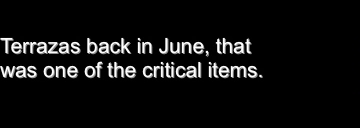 Terrazas back in June, that
was one of the critical items.